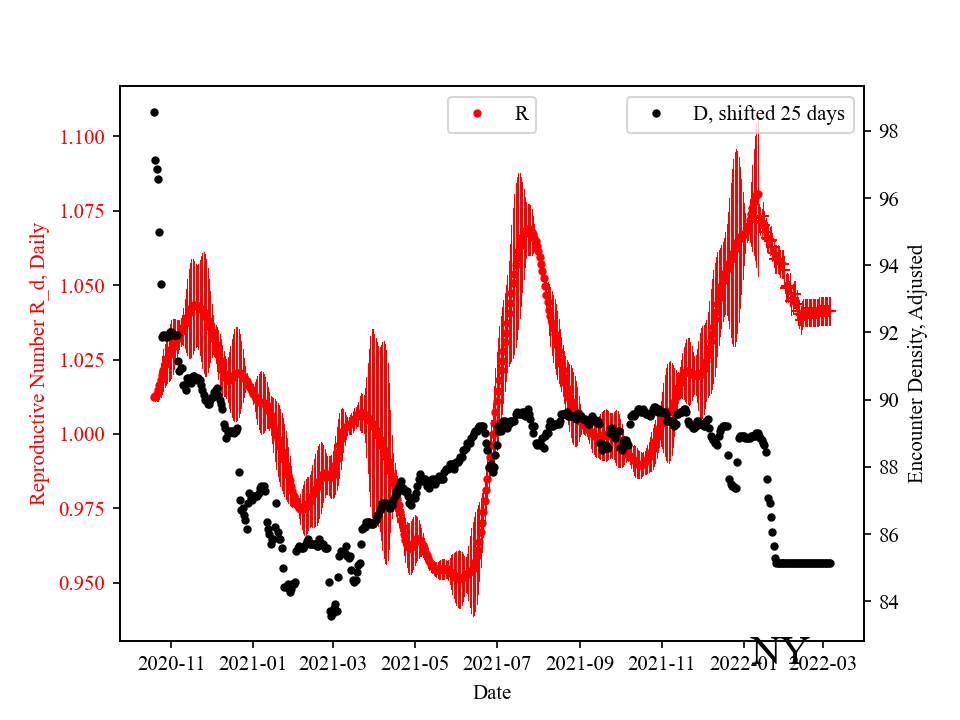 R
D, shifted 25 days
1.100
1.075
1.050
1.025
1.000
0.975
0.950
Reproductive Number R_d, Daily
98
96
94
92
90
88
86
84
Encounter Density, Adjusted
2020-11 2021-01 2021-03 2021-05 2021-07 2021-09 2021-11 2022-01 2022-03
NY
Date